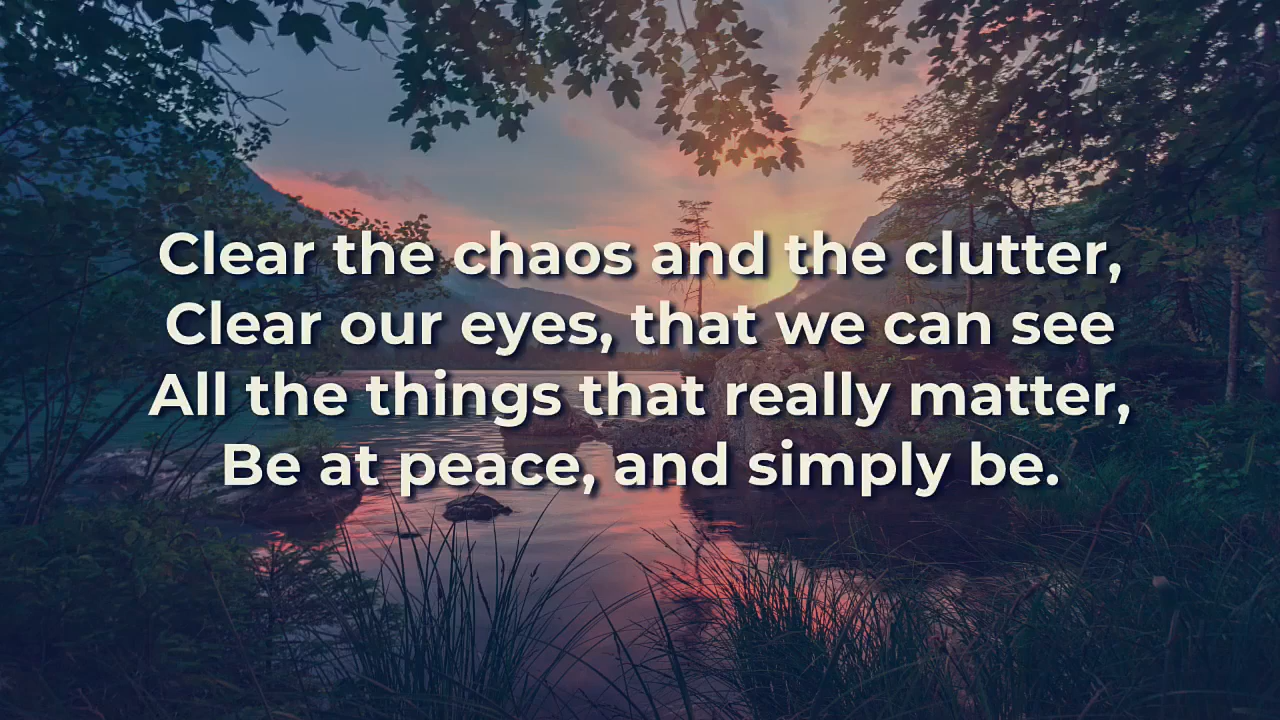 Clear the chaos and the clutter,
Clear our eyes, that we can see
All the things that really matter,
Be at peace, and simply be.